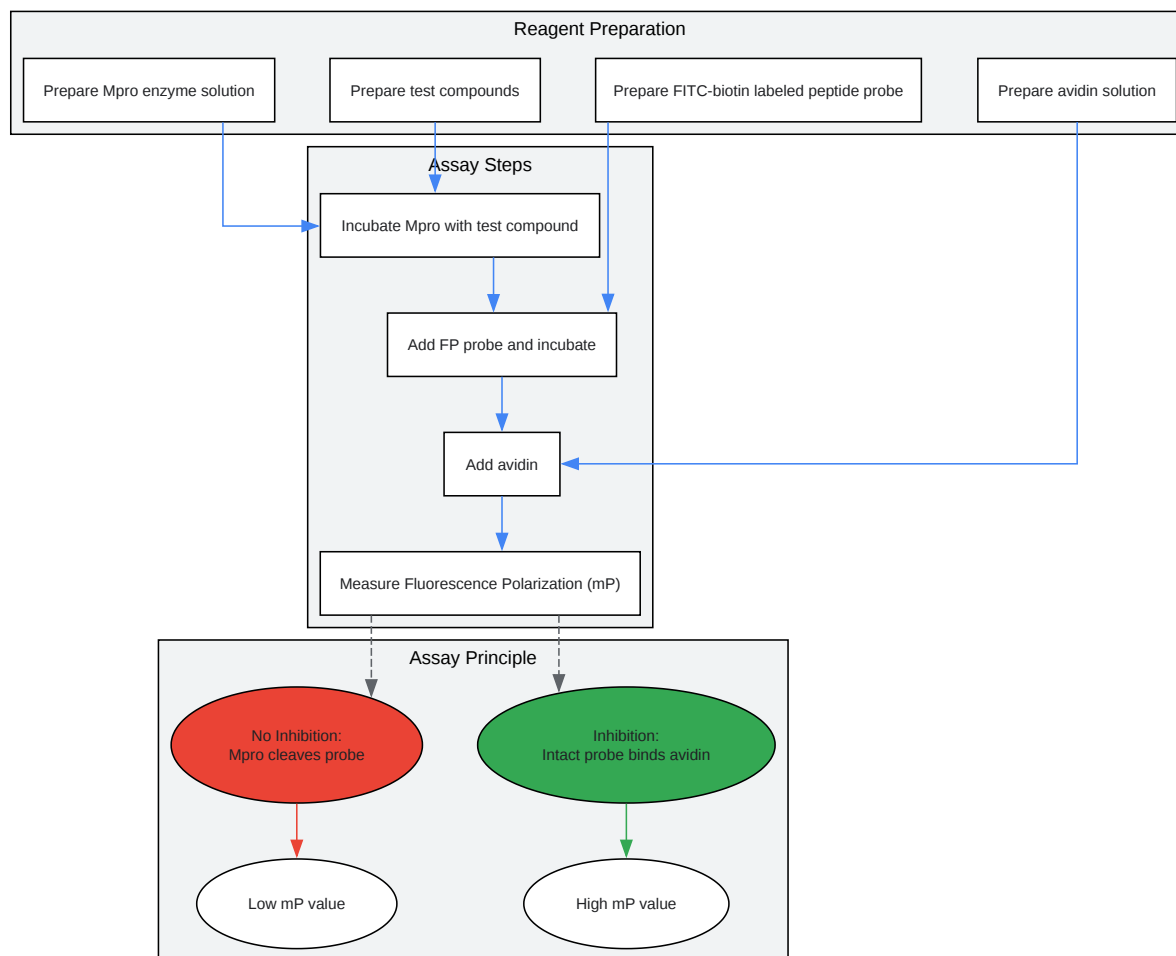 Reagent Preparation
Prepare Mpro enzyme solution
Prepare test compounds
Prepare FITC-biotin labeled peptide probe
Prepare avidin solution
Assay Steps
Incubate Mpro with test compound
Add FP probe and incubate
Add avidin
Measure Fluorescence Polarization (mP)
Assay Principle
No Inhibition:
Mpro cleaves probe
Inhibition:
Intact probe binds avidin
Low mP value
High mP value